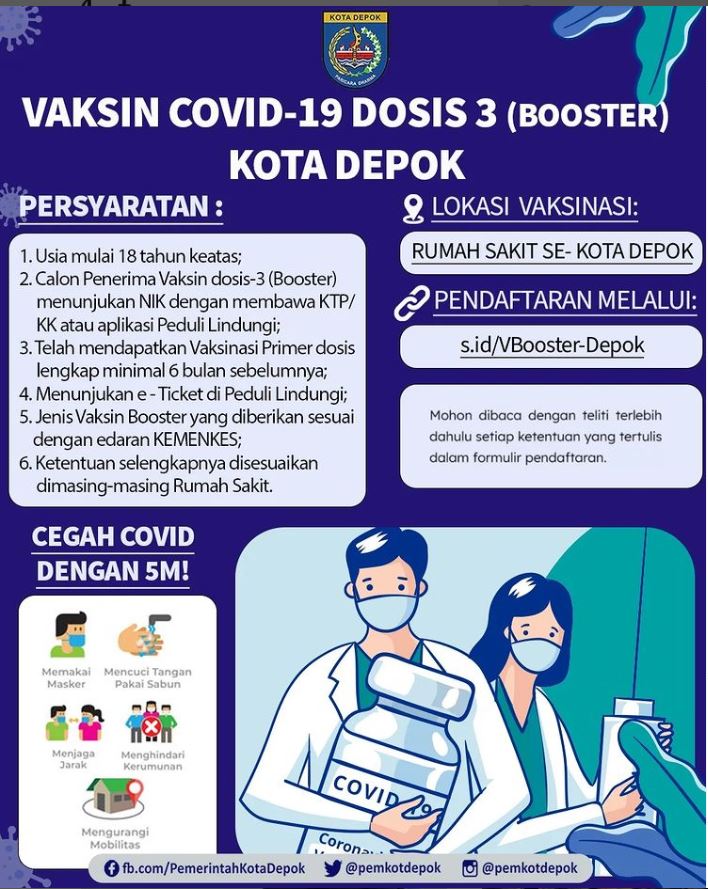 KOTA DEPOK
PARICARA DHARMA
VAKSIN COVID-19 DOSIS 3 (BOOSTER)
KOTA DEPOK
PERSYARATAN :
1. Usia mulai 18 tahun keatas;
2. Calon Penerima Vaksin dosis-3 (Booster)
menunjukan NIK dengan membawa KTP/
KK atau aplikasi Peduli Lindungi;
3. Telah mendapatkan Vaksinasi Primer dosis
lengkap minimal 6 bulan sebelumnya;
4. Menunjukan e - Ticket di Peduli Lindungi;
5. Jenis Vaksin Booster yang diberikan sesuai
dengan edaran KEMENKES;
6. Ketentuan selengkapnya disesuaikan
dimasing-masing Rumah Sakit.
LOKASI VAKSINASI:
RUMAH SAKIT SE- KOTA DEPOK
PENDAFTARAN MELALUI:
s.id/VBooster-Depok
Mohon dibaca dengan teliti terlebih
dahulu setiap ketentuan yang tertulis
dalam formulir pendaftaran.
CEGAH COVID
DENGAN 5M!
Memakai
Masker
Mencuci Tangan
Pakai Sabun
Menjaga
Jarak
Menghindari
Kerumunan
Mengurangi
Mobilitas
COVID
fb.com/PemerintahKotaDepok
@pemkotdepok
@pemkotdepok